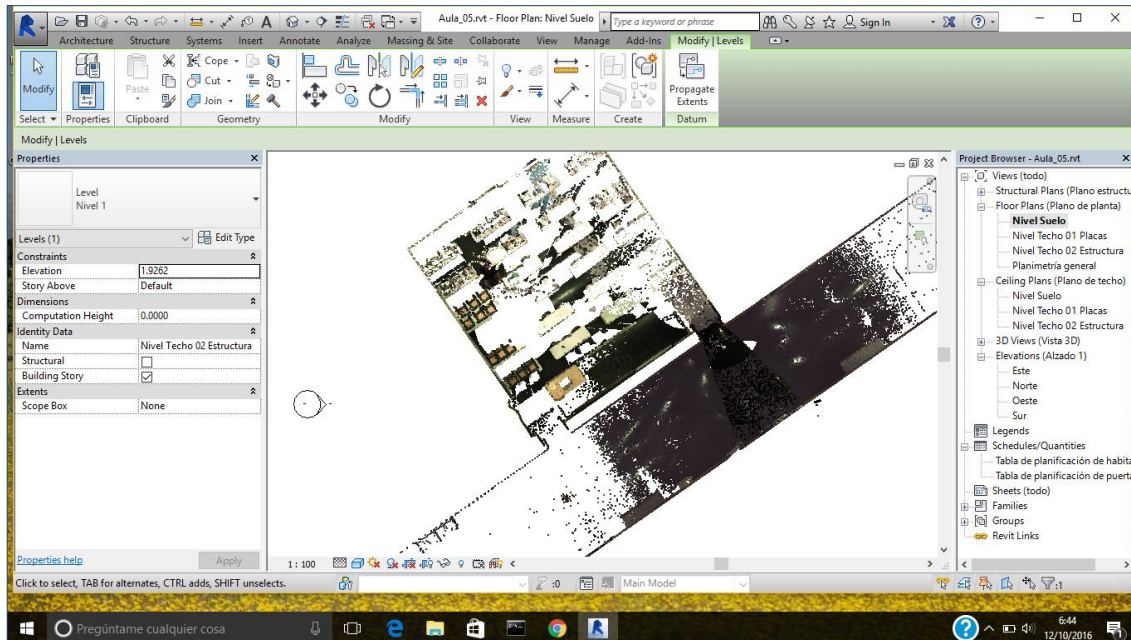 Aula_05.rvt - Floor Plan: Nivel Suelo
Type a keyword or phrase
Sign In
Architecture Structure Systems Insert Annotate Analyze Massing & Site Collaborate View Manage Add-Ins Modify | Levels
Modify
Paste
Cope
Cut
Join
Propagate
Extents
Select Properties Clipboard Geometry Modify View Measure Create Datum
Modify | Levels
Properties
Level
Nivel 1
Levels (1)
Edit Type
Constraints
Elevation 1.9262
Story Above Default
Dimensions
Computation Height 0.0000
Identity Data
Name Nivel Techo 02 Estructura
Structural
Building Story
Extents
Scope Box None
Properties help
Apply
1 : 100
Project Browser - Aula_05.rvt
Views (todo)
Structural Plans (Plano estructu
Floor Plans (Plano de planta)
Nivel Suelo
Nivel Techo 01 Placas
Nivel Techo 02 Estructura
Planimetría general
Ceiling Plans (Plano de techo)
Nivel Suelo
Nivel Techo 01 Placas
Nivel Techo 02 Estructura
3D Views (Vista 3D)
Elevations (Alzado 1)
Este
Norte
Oeste
Sur
Legends
Schedules/Quantities
Tabla de planificación de habita
Tabla de planificación de puerta
Sheets (todo)
Families
Groups
Revit Links
Click to select, TAB for alternates, CTRL adds, SHIFT unselects.
:0
Main Model
:1
Pregúntame cualquier cosa
6:44
12/10/2016